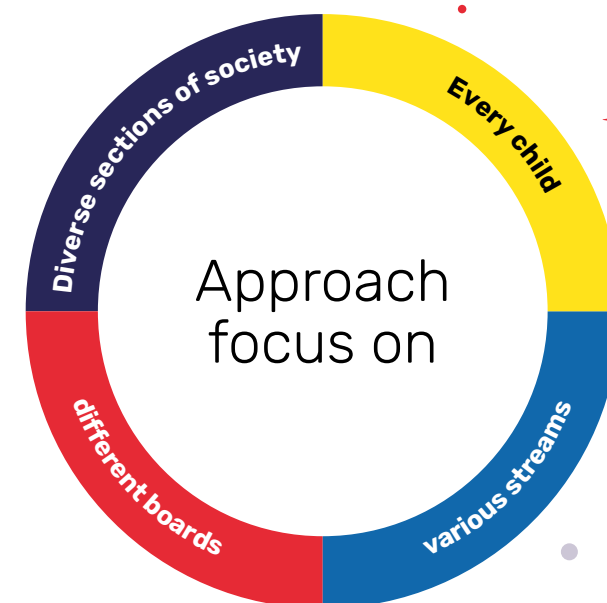 Diverse sections of society
Every child
Approach
focus on
different boards
various streams